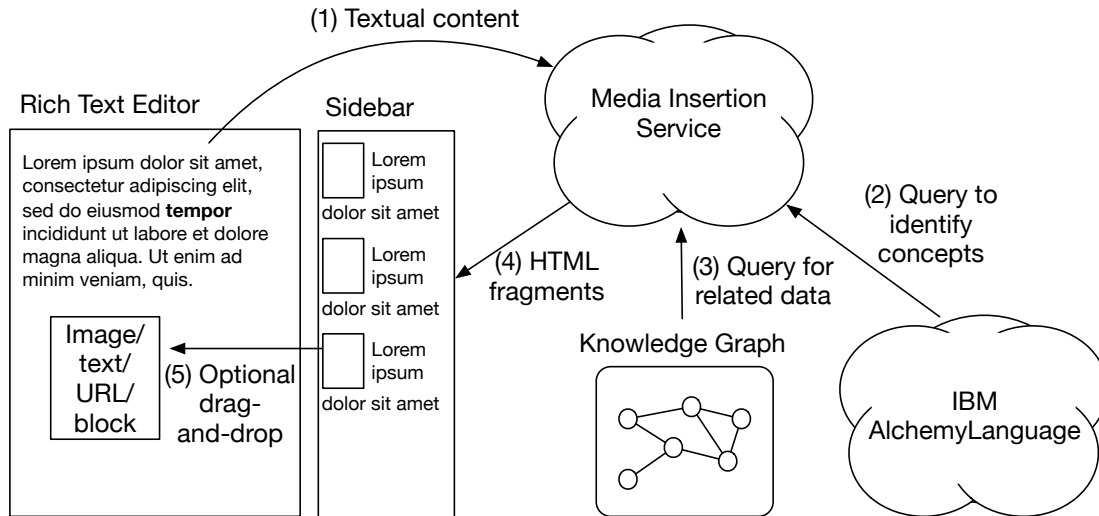 (1) Textual content
Media Insertion
Service
Rich Text Editor
Sidebar
Lorem ipsum dolor sit amet,
consectetur adipiscing elit,
sed do eiusmod tempor
incididunt ut labore et dolore
magna aliqua. Ut enim ad
minim veniam, quis.
Lorem
ipsum
dolor sit amet
Lorem
ipsum
dolor sit amet
Lorem
ipsum
dolor sit amet
(2) Query to
identify
concepts
(3) Query for
related data
(4) HTML
fragments
Image/
text/
URL/
block
(5) Optional
drag-
and-drop
Knowledge Graph
IBM
AlchemyLanguage